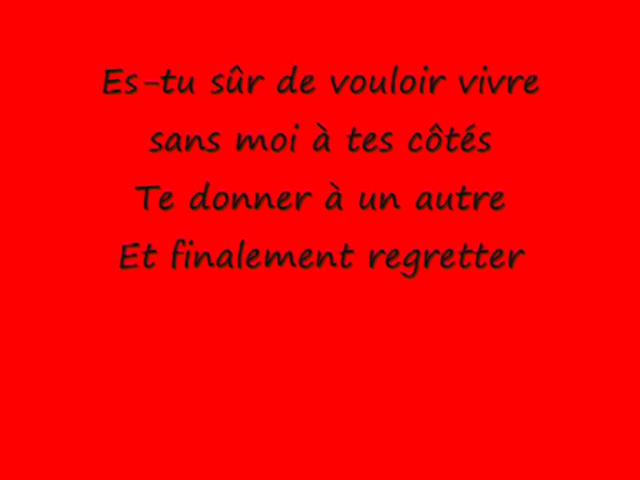 Es-tu sûr de vouloir vivre
sans moi à tes côtés
Te donner à un autre
Et finalement regretter